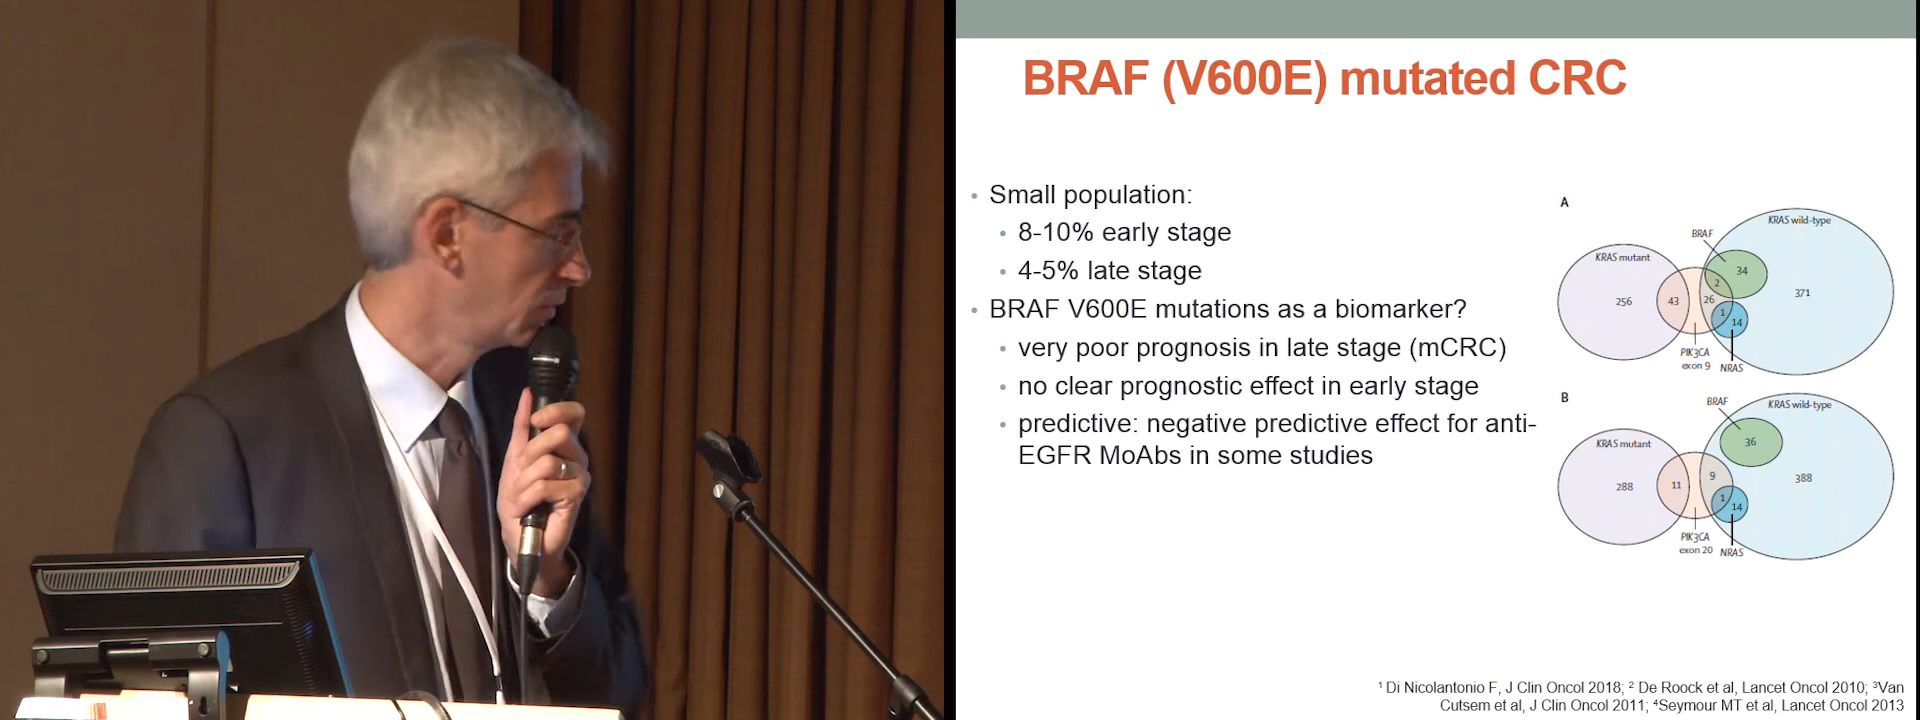 BRAF (V600E) mutated CRC
• Small population:
• 8-10% early stage
• 4-5% late stage
• BRAF V600E mutations as a biomarker?
• very poor prognosis in late stage (mCRC)
• no clear prognostic effect in early stage
• predictive: negative predictive effect for anti-
EGFR MoAbs in some studies
A
KRAS wild-type
BRAF
KRAS mutant
34
2
256
43
26
371
1
14
PIK3CA
exon 9
NRAS
B
BRAF
KRAS wild-type
KRAS mutant
36
288
11
9
388
1
14
PIK3CA
exon 20
NRAS
¹ Di Nicolantonio F, J Clin Oncol 2018; ² De Roock et al, Lancet Oncol 2010; ³Van
Cutsem et al, J Clin Oncol 2011; ⁴Seymour MT et al, Lancet Oncol 2013